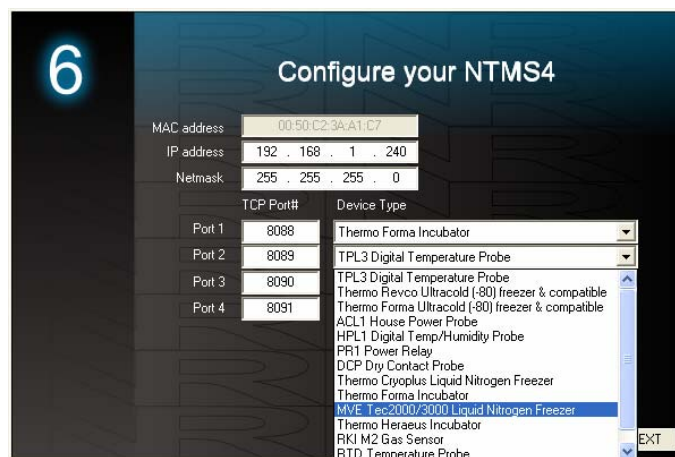 6
Configure your NTMS4
MAC address 00:50:C2:3A:A1:C7
IP address 192 . 168 . 1 . 240
Netmask 255 . 255 . 255 . 0
TCP Port# Device Type
Port 1 8088 Thermo Forma Incubator
Port 2 8089 TPL3 Digital Temperature Probe
Port 3 8090
Port 4 8091
TPL3 Digital Temperature Probe
Thermo Revco Ultracold (-80) freezer & compatible
Thermo Forma Ultracold (-80) freezer & compatible
ACL1 House Power Probe
HPL1 Digital Temp/Humidity Probe
PR1 Power Relay
DCP Dry Contact Probe
Thermo Cryoplus Liquid Nitrogen Freezer
Thermo Forma Incubator
MVE Tec2000/3000 Liquid Nitrogen Freezer
Thermo Heraeus Incubator
RKI M2 Gas Sensor
RTD Temperature Probe
EXT